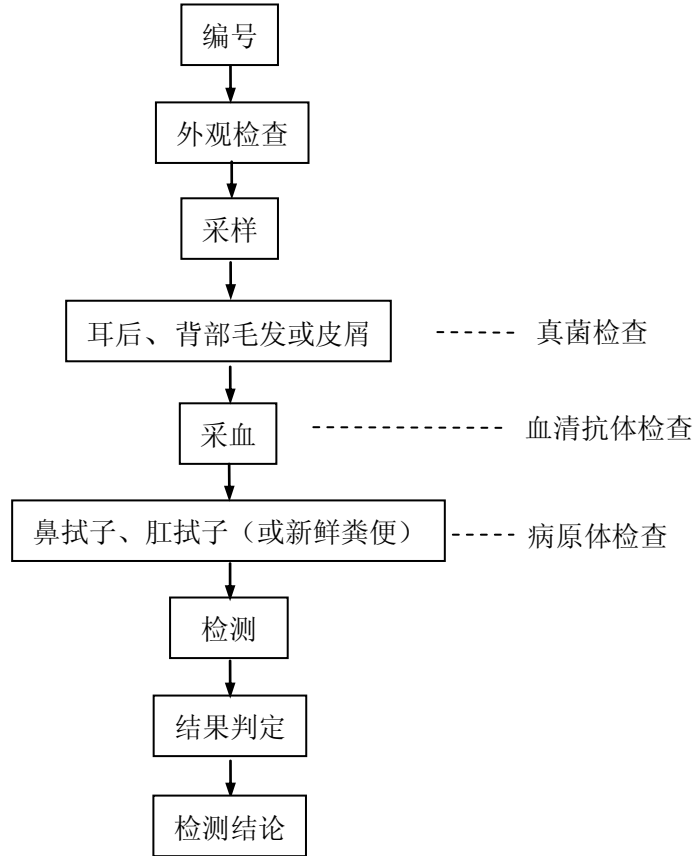 编号
外观检查
采样
耳后、背部毛发或皮屑
真菌检查
采血
血清抗体检查
鼻拭子、肛拭子（或新鲜粪便）
病原体检查
检测
结果判定
检测结论